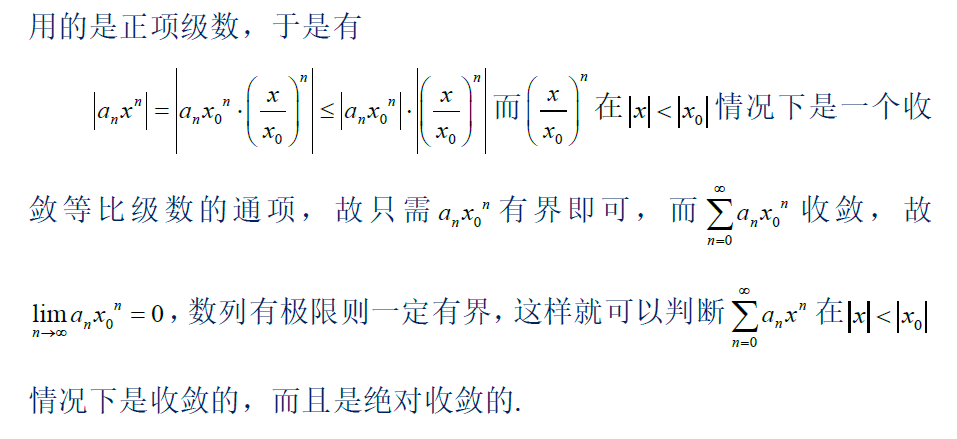 用的是正项级数，于是有
$\left|a_n x^n\right| = \left|a_n x_0^n \cdot \left(\frac{x}{x_0}\right)^n\right| \leq \left|a_n x_0^n\right| \cdot \left|\left(\frac{x}{x_0}\right)^n\right|$ 而 $\left(\frac{x}{x_0}\right)^n$ 在 $|x| < |x_0|$ 情况下是一个收
敛等比级数的通项，故只需 $a_n x_0^n$ 有界即可，而 $\sum_{n=0}^{\infty} a_n x_0^n$ 收敛，故
$\lim_{n \to \infty} a_n x_0^n = 0$，数列有极限则一定有界，这样就可以判断 $\sum_{n=0}^{\infty} a_n x^n$ 在 $|x| < |x_0|$
情况下是收敛的，而且是绝对收敛的.